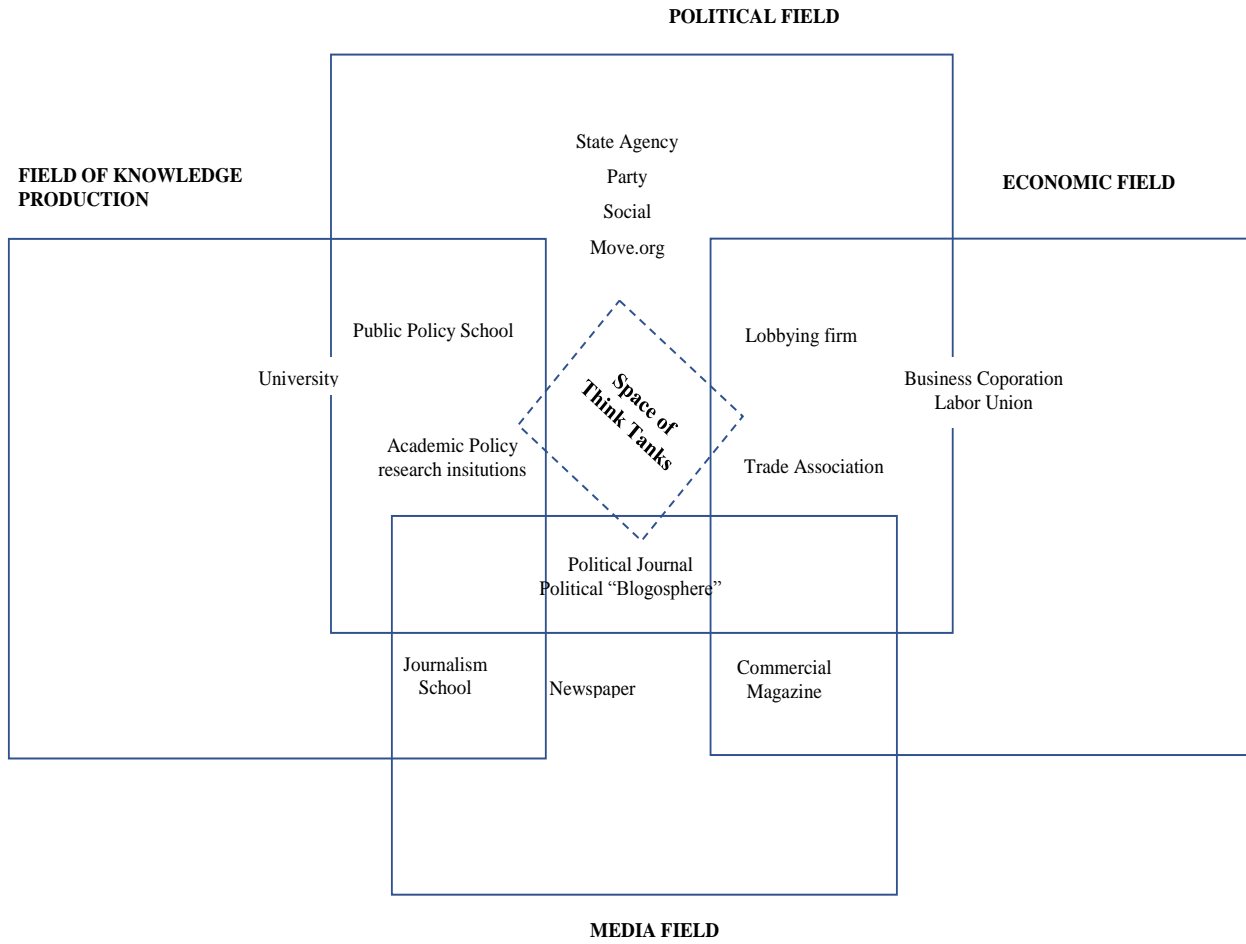 POLITICAL FIELD
State Agency
Party
Social
Move.org
FIELD OF KNOWLEDGE
PRODUCTION
ECONOMIC FIELD
Public Policy School
University
Academic Policy
research insitutions
Space of
Think Tanks
Lobbying firm
Business Coporation
Labor Union
Trade Association
Political Journal
Political “Blogosphere”
Journalism
School
Newspaper
Commercial
Magazine
MEDIA FIELD